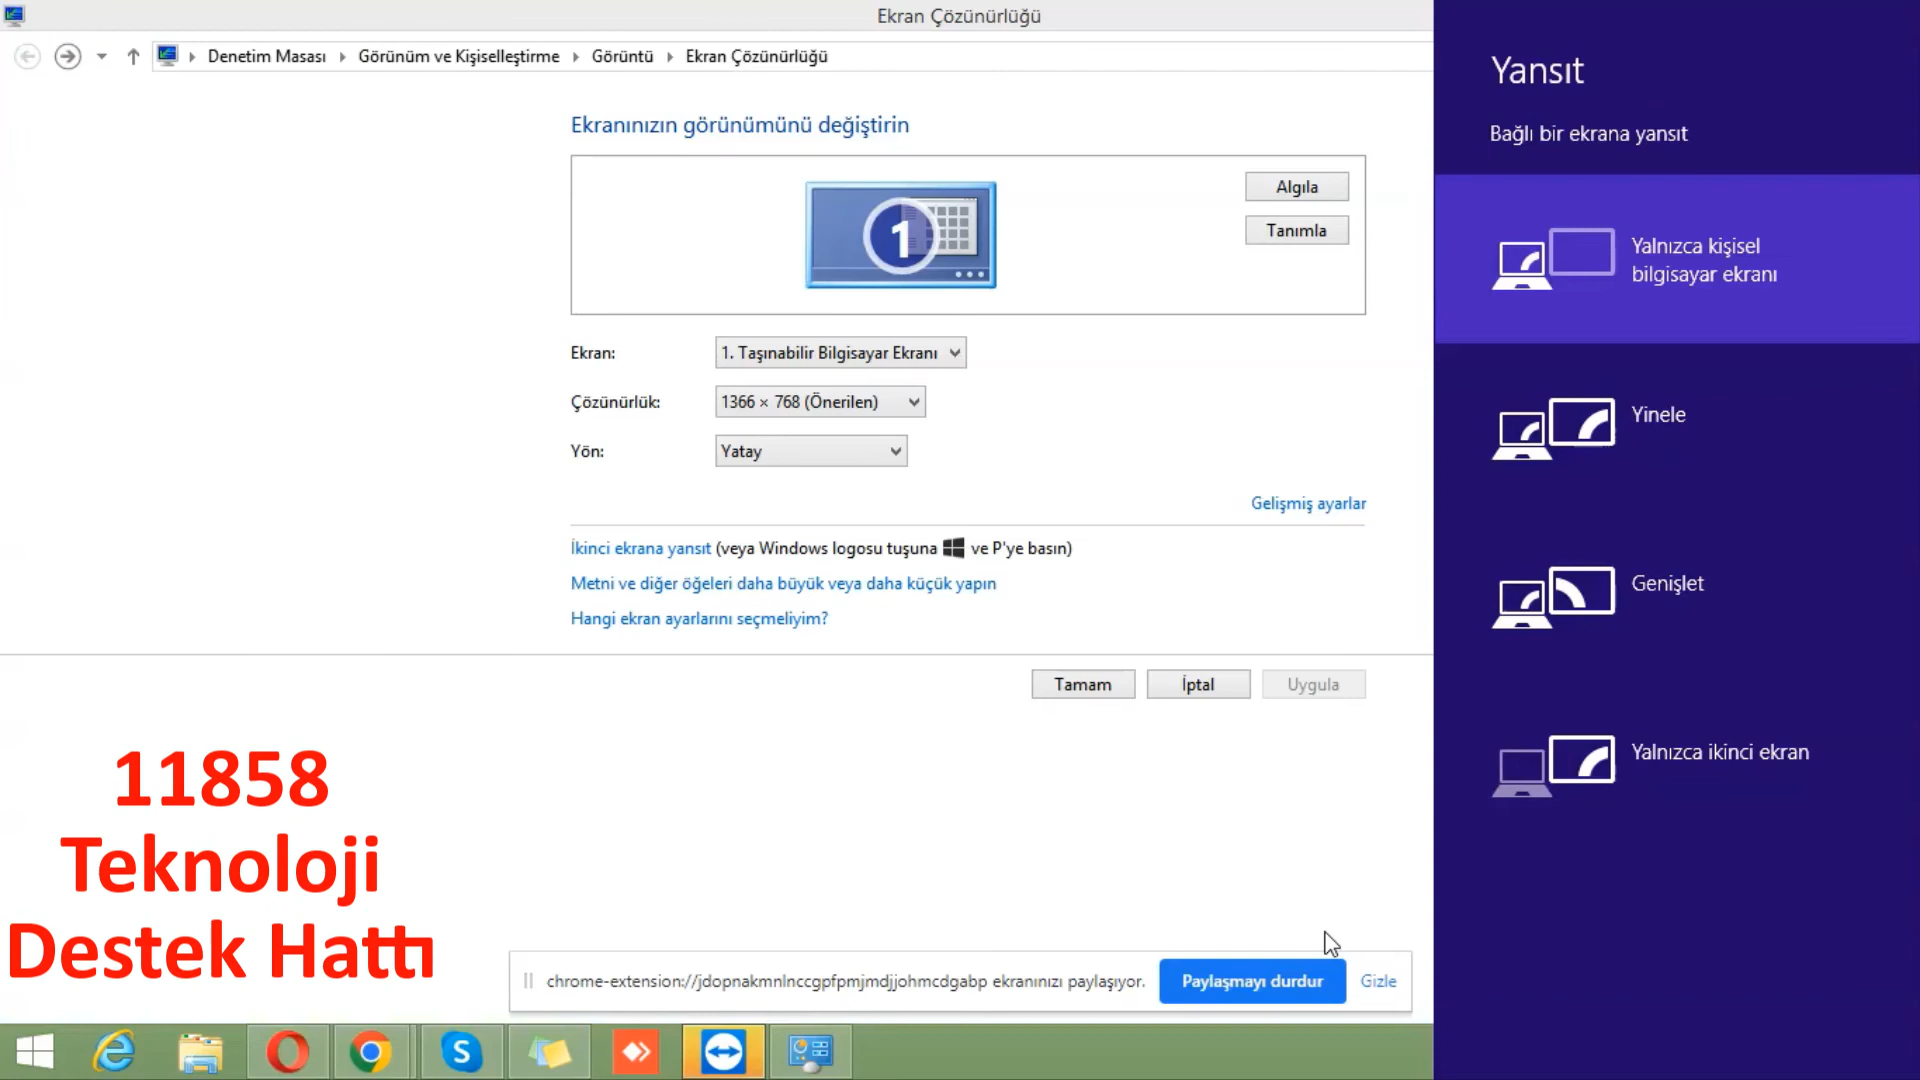 Ekran Çözünürlüğü
Denetim Masası
Görünüm ve Kişiselleştirme
Görüntü
Ekran Çözünürlüğü
Ekranınızın görünümünü değiştirin
1
Algıla
Tanımla
Ekran:
1. Taşınabilir Bilgisayar Ekranı
Çözünürlük:
1366 × 768 (Önerilen)
Yön:
Yatay
Gelişmiş ayarlar
İkinci ekrana yansıt (veya Windows logosu tuşuna ve P'ye basın)
Metni ve diğer öğeleri daha büyük veya daha küçük yapın
Hangi ekran ayarlarını seçmeliyim?
Tamam
İptal
Uygula
11858
Teknoloji
Destek Hattı
chrome-extension://jdopnakmnlnccgpfpmjmdjjohmcdgabp ekranınızı paylaşıyor.
Paylaşmayı durdur
Gizle
Yansıt
Bağlı bir ekrana yansıt
Yalnızca kişisel
bilgisayar ekranı
Yinele
Genişlet
Yalnızca ikinci ekran